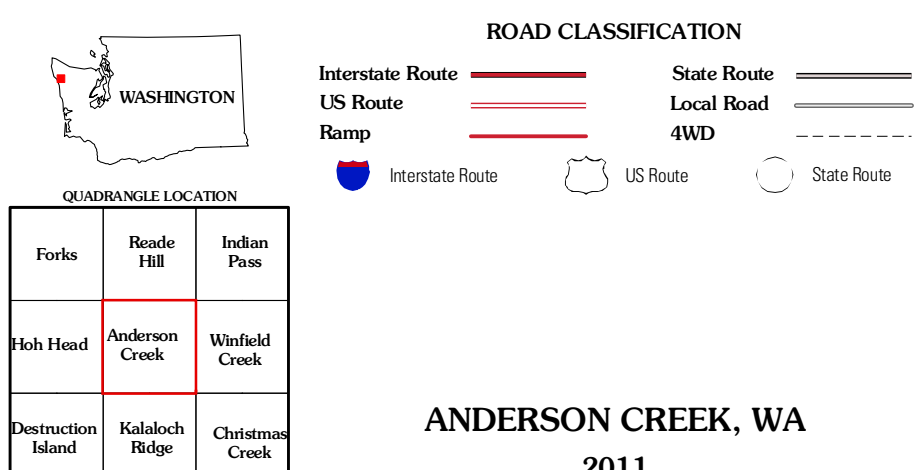 WASHINGTON
QUADRANGLE LOCATION
Forks
Reade
Hill
Indian
Pass
Hoh Head
Anderson
Creek
Winfield
Creek
Destruction
Island
Kalaloch
Ridge
Christmas
Creek
ROAD CLASSIFICATION
Interstate Route
State Route
US Route
Local Road
Ramp
4WD
Interstate Route
US Route
State Route
ANDERSON CREEK, WA
2011